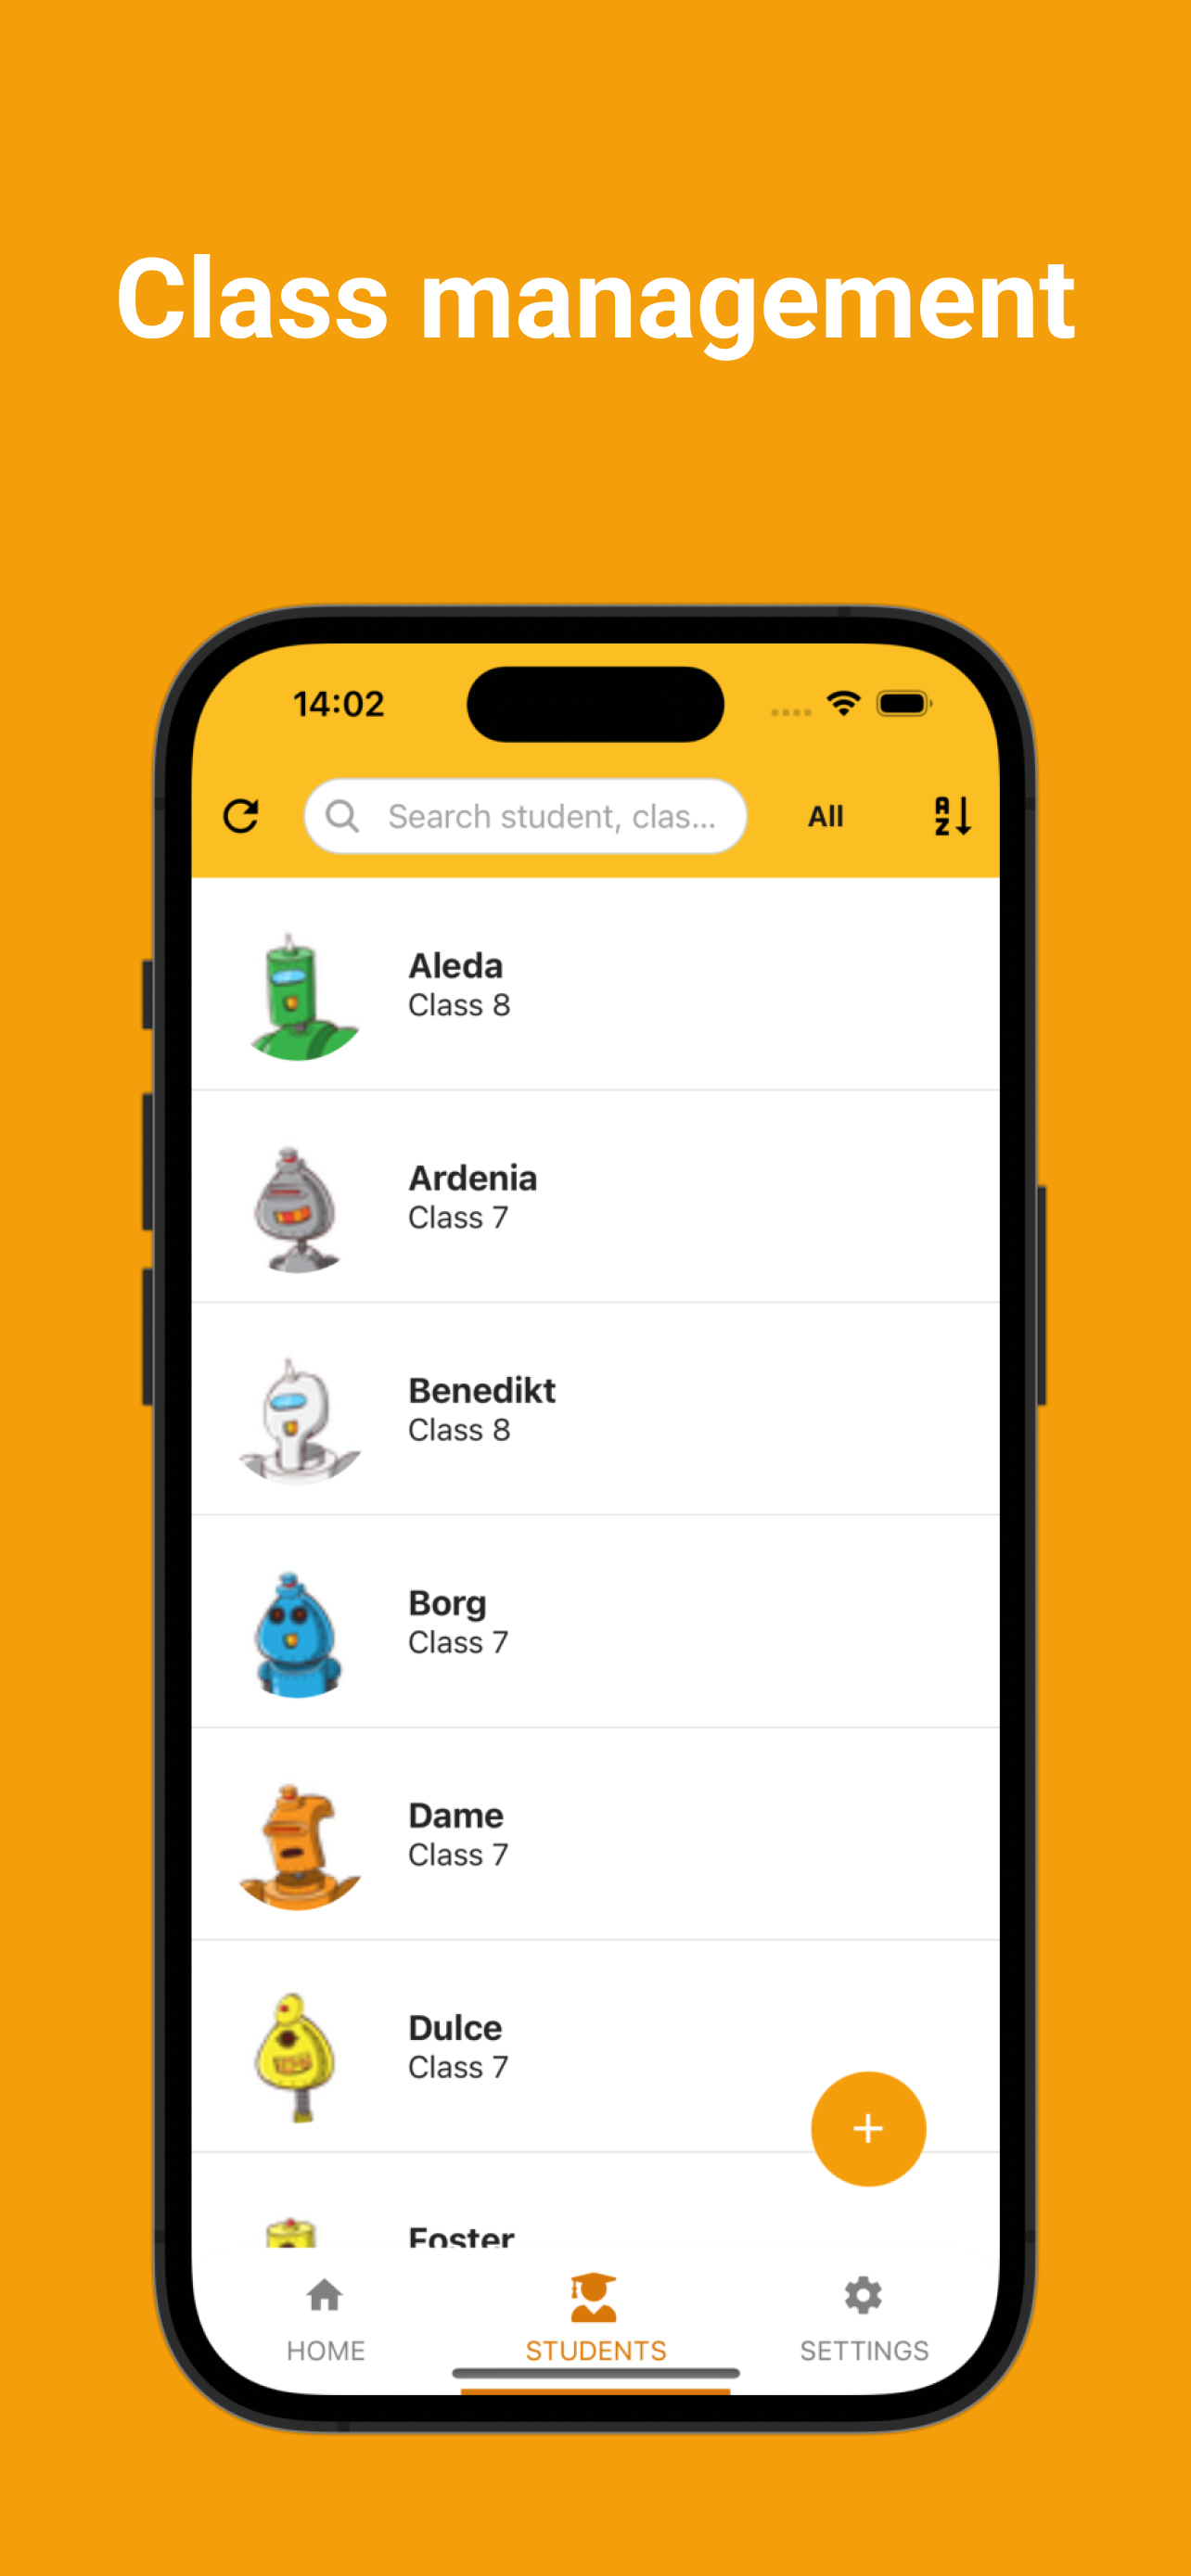 Class management
14:02
Search student, clas...
All
A
Z
Aleda
Class 8
Ardenia
Class 7
Benedikt
Class 8
Borg
Class 7
Dame
Class 7
Dulce
Class 7
+
Foster
HOME
STUDENTS
SETTINGS